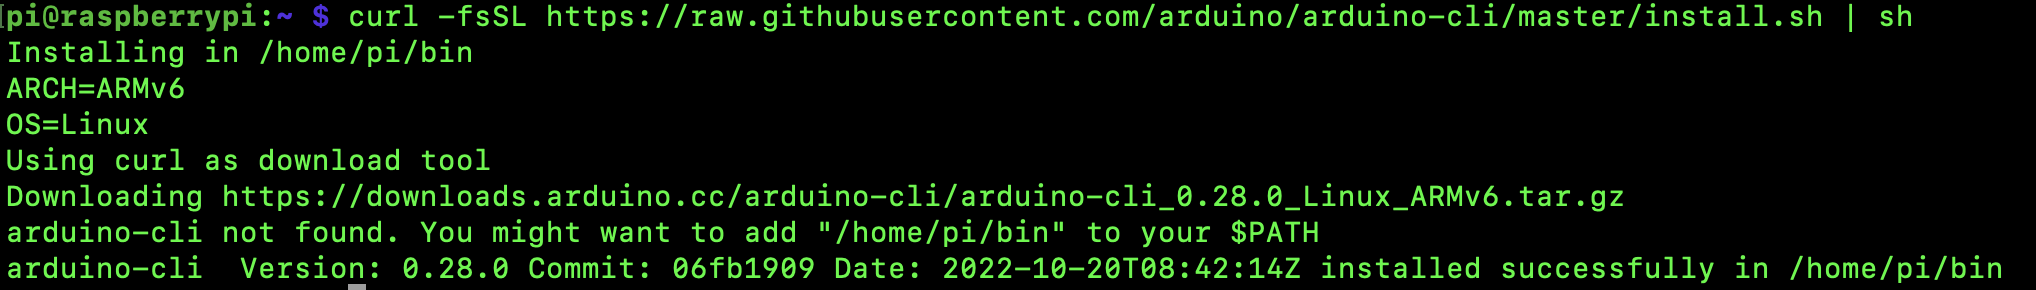 pi@raspberrypi:~ $ curl -fsSL https://raw.githubusercontent.com/arduino/arduino-cli/master/install.sh | sh
Installing in /home/pi/bin
ARCH=ARMv6
OS=Linux
Using curl as download tool
Downloading https://downloads.arduino.cc/arduino-cli/arduino-cli_0.28.0_Linux_ARMv6.tar.gz
arduino-cli not found. You might want to add "/home/pi/bin" to your $PATH
arduino-cli  Version: 0.28.0 Commit: 06fb1909 Date: 2022-10-20T08:42:14Z installed successfully in /home/pi/bin